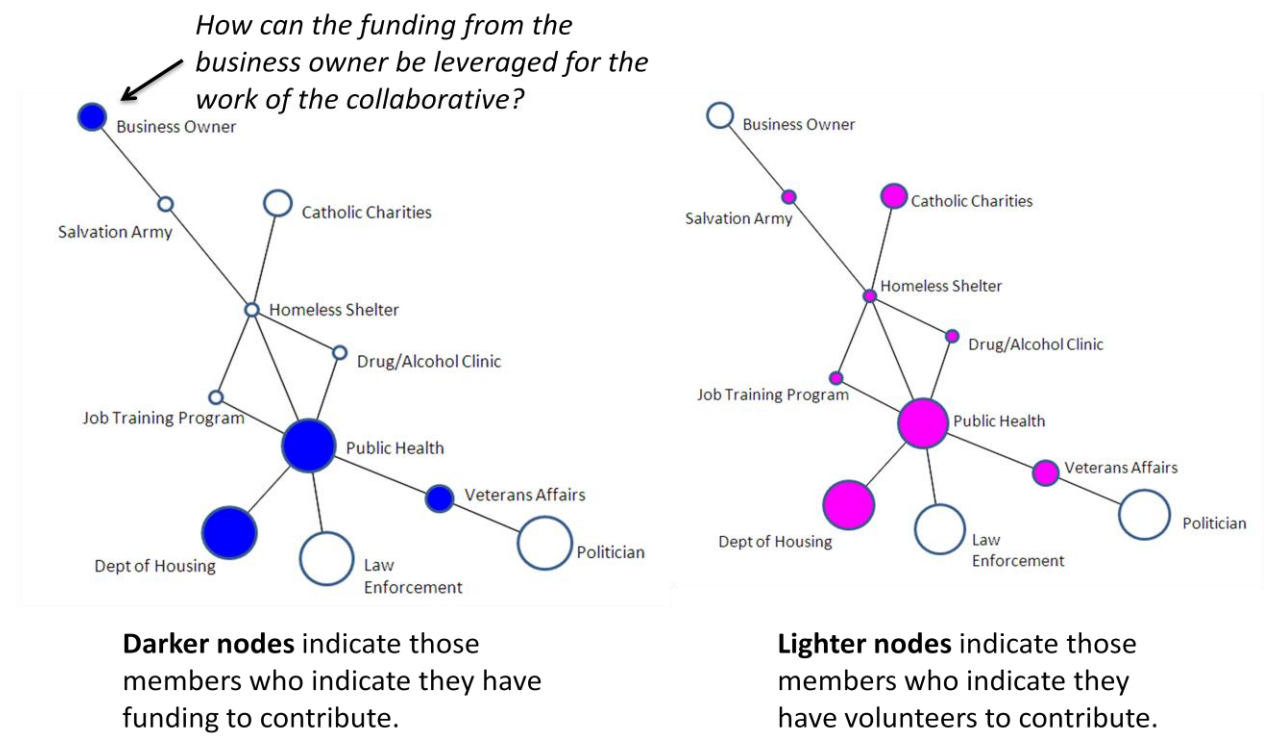 How can the funding from the
business owner be leveraged for the
work of the collaborative?
Business Owner
Salvation Army
Catholic Charities
Homeless Shelter
Drug/Alcohol Clinic
Job Training Program
Public Health
Veterans Affairs
Dept of Housing
Law
Enforcement
Politician
Darker nodes indicate those
members who indicate they have
funding to contribute.
Business Owner
Salvation Army
Catholic Charities
Homeless Shelter
Drug/Alcohol Clinic
Job Training Program
Public Health
Veterans Affairs
Dept of Housing
Law
Enforcement
Politician
Lighter nodes indicate those
members who indicate they
have volunteers to contribute.